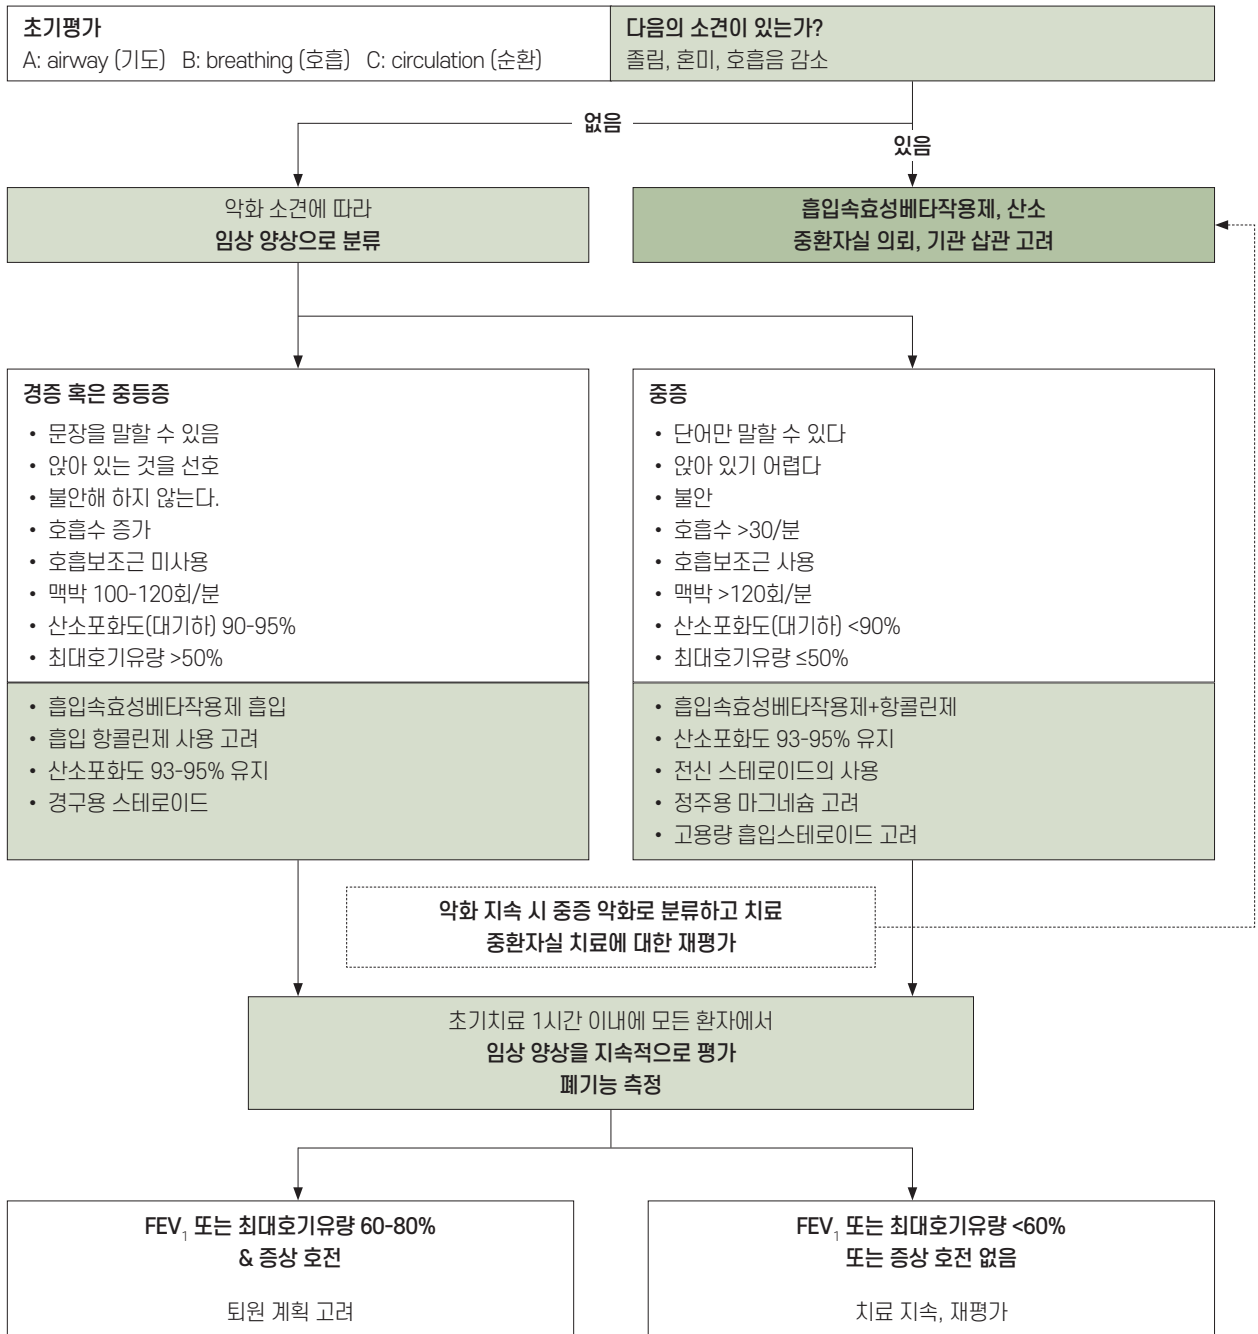 초기평가
A: airway (기도) B: breathing (호흡) C: circulation (순환)
다음의 소견이 있는가?
졸림, 혼미, 호흡음 감소
없음
있음
악화 소견에 따라
임상 양상으로 분류
흡입속효성베타작용제, 산소
중환자실 의뢰, 기관 삽관 고려
경증 혹은 중등증
• 문장을 말할 수 있음
• 앉아 있는 것을 선호
• 불안해 하지 않는다.
• 호흡수 증가
• 호흡보조근 미사용
• 맥박 100-120회/분
• 산소포화도(대기하) 90-95%
• 최대호기유량 >50%
• 흡입속효성베타작용제 흡입
• 흡입 항콜린제 사용 고려
• 산소포화도 93-95% 유지
• 경구용 스테로이드
중증
• 단어만 말할 수 있다
• 앉아 있기 어렵다
• 불안
• 호흡수 >30/분
• 호흡보조근 사용
• 맥박 >120회/분
• 산소포화도(대기하) <90%
• 최대호기유량 ≤50%
• 흡입속효성베타작용제+항콜린제
• 산소포화도 93-95% 유지
• 전신 스테로이드의 사용
• 정주용 마그네슘 고려
• 고용량 흡입스테로이드 고려
악화 지속 시 중증 악화로 분류하고 치료
중환자실 치료에 대한 재평가
초기치료 1시간 이내에 모든 환자에서
임상 양상을 지속적으로 평가
폐기능 측정
FEV₁ 또는 최대호기유량 60-80%
& 증상 호전
퇴원 계획 고려
FEV₁ 또는 최대호기유량 <60%
또는 증상 호전 없음
치료 지속, 재평가